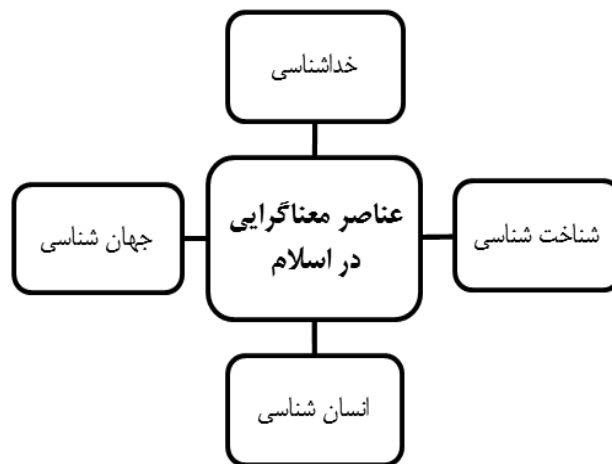 خداشناسی
عناصر معناگرایی
در اسلام
شناخت شناسی
جهان شناسی
انسان شناسی